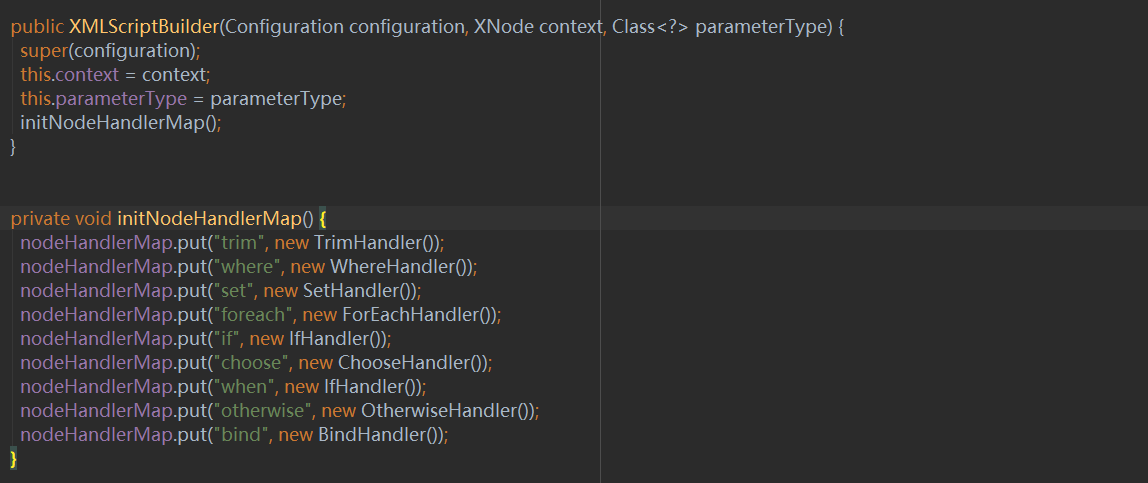 public XMLScriptBuilder(Configuration configuration, XNode context, Class<?> parameterType) {
super(configuration);
this.context = context;
this.parameterType = parameterType;
initNodeHandlerMap();
}
private void initNodeHandlerMap() {
nodeHandlerMap.put("trim", new TrimHandler());
nodeHandlerMap.put("where", new WhereHandler());
nodeHandlerMap.put("set", new SetHandler());
nodeHandlerMap.put("foreach", new ForEachHandler());
nodeHandlerMap.put("if", new IfHandler());
nodeHandlerMap.put("choose", new ChooseHandler());
nodeHandlerMap.put("when", new IfHandler());
nodeHandlerMap.put("otherwise", new OtherwiseHandler());
nodeHandlerMap.put("bind", new BindHandler());
}